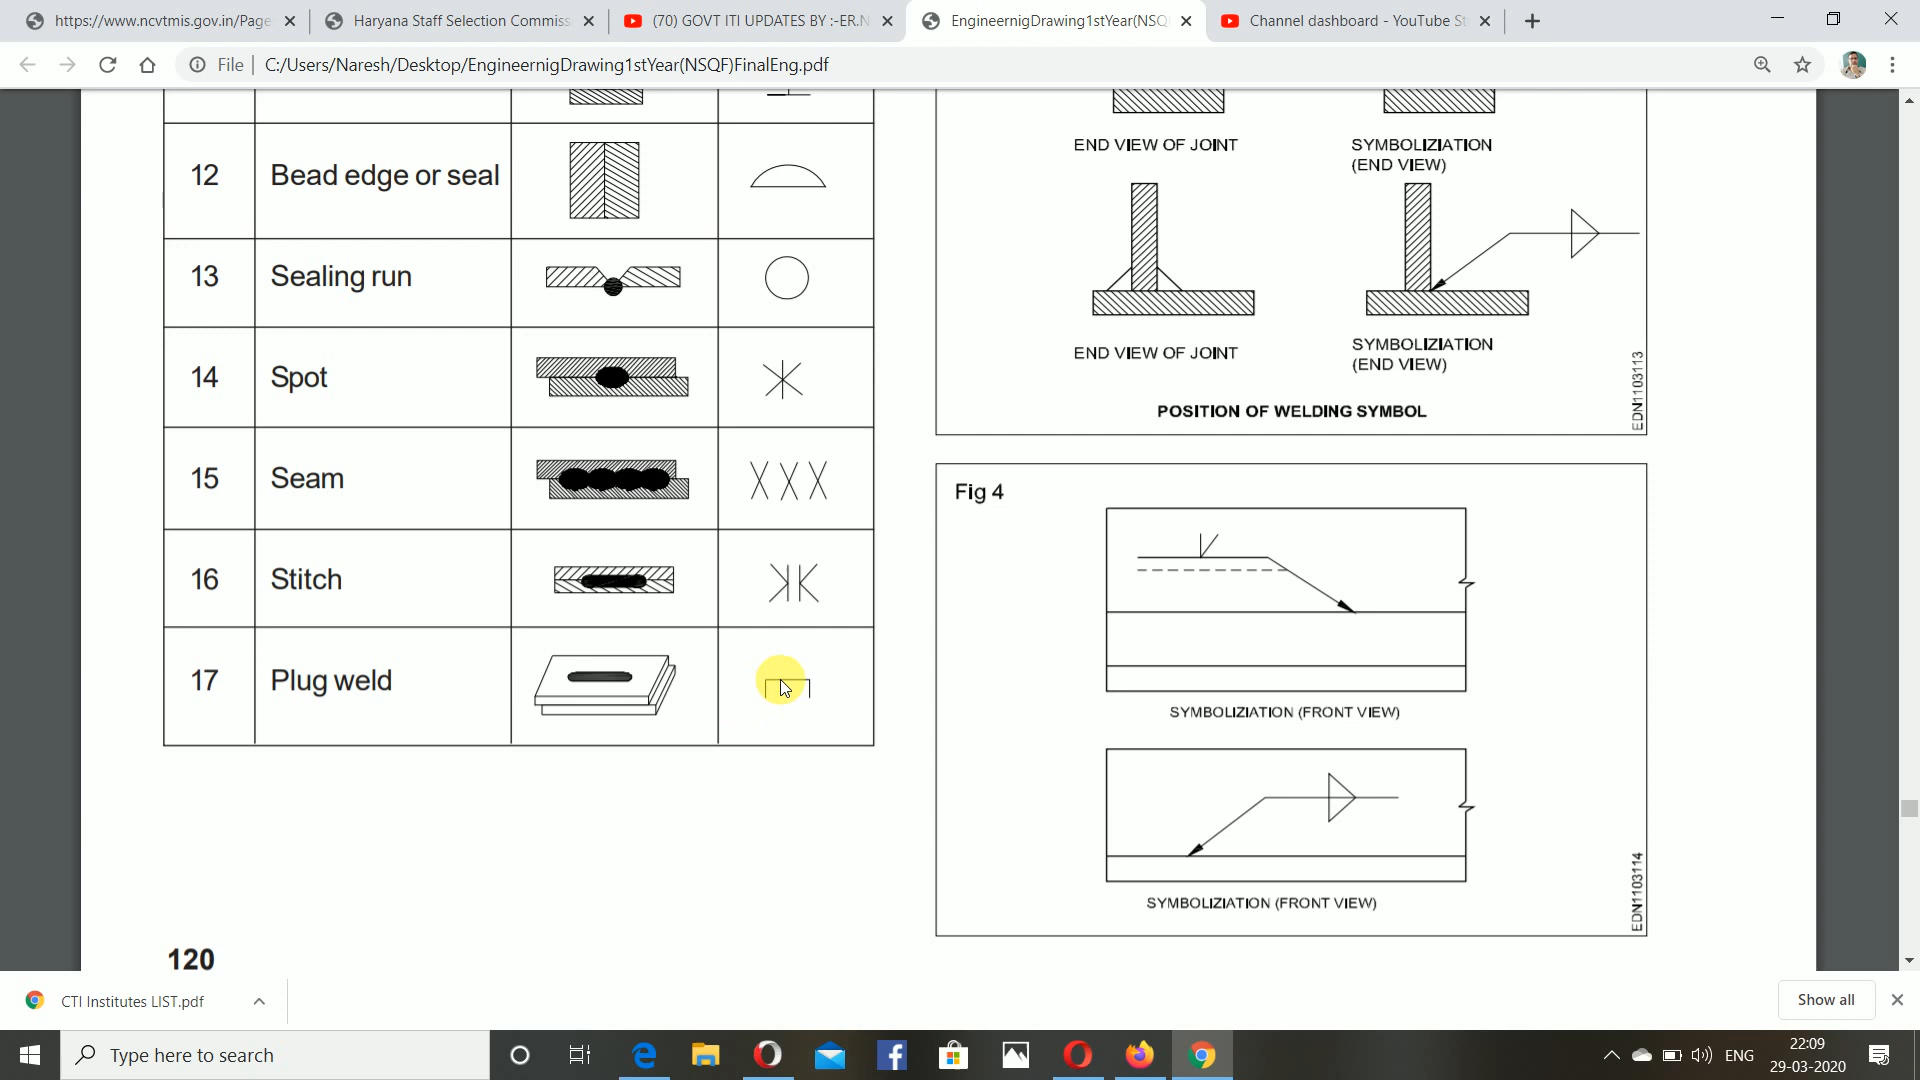 https://www.ncvtmis.gov.in/Page
Haryana Staff Selection Commiss
(70) GOVT ITI UPDATES BY :-ER.N
EngineernigDrawing1stYear(NSQ
Channel dashboard - YouTube St
File
C:/Users/Naresh/Desktop/EngineernigDrawing1stYear(NSQF)FinalEng.pdf
12 Bead edge or seal
13 Sealing run
14 Spot
15 Seam
16 Stitch
17 Plug weld
120
END VIEW OF JOINT
SYMBOLIZIATION
(END VIEW)
END VIEW OF JOINT
SYMBOLIZIATION
(END VIEW)
POSITION OF WELDING SYMBOL
EDN1103113
Fig 4
SYMBOLIZIATION (FRONT VIEW)
SYMBOLIZIATION (FRONT VIEW)
EDN1103114
CTI Institutes LIST.pdf
Show all
Type here to search
ENG
22:09
29-03-2020